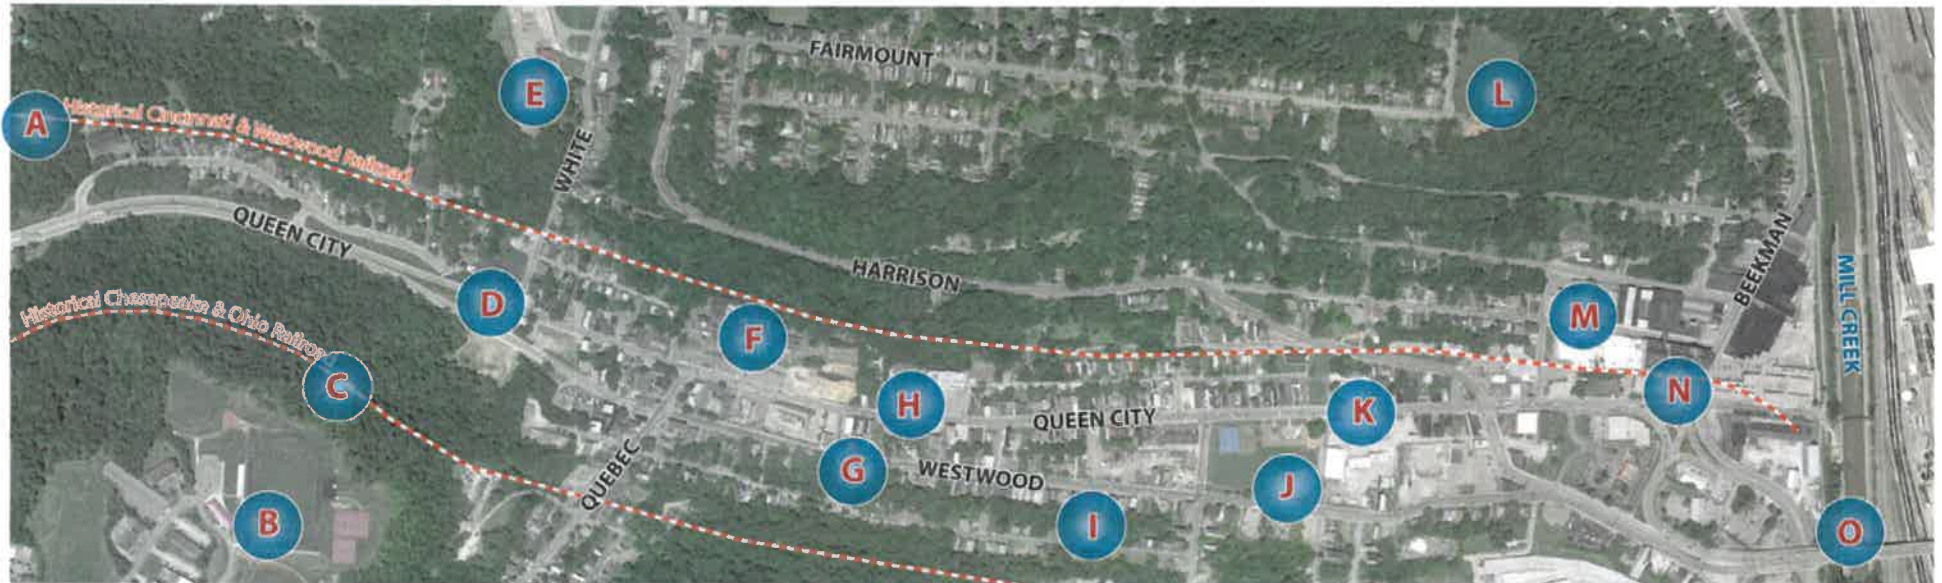 FAIRMOUNT
E
L
A
Historical Cincinnati & Westwood Railroad
WHITE
QUEEN CITY
HARRISON
BEEKMAN
MILL CREEK
Historical Chesapeake & Ohio Railroad
D
F
M
C
H
QUEEN CITY
K
N
G
WESTWOOD
QUEBEC
J
B
I
O